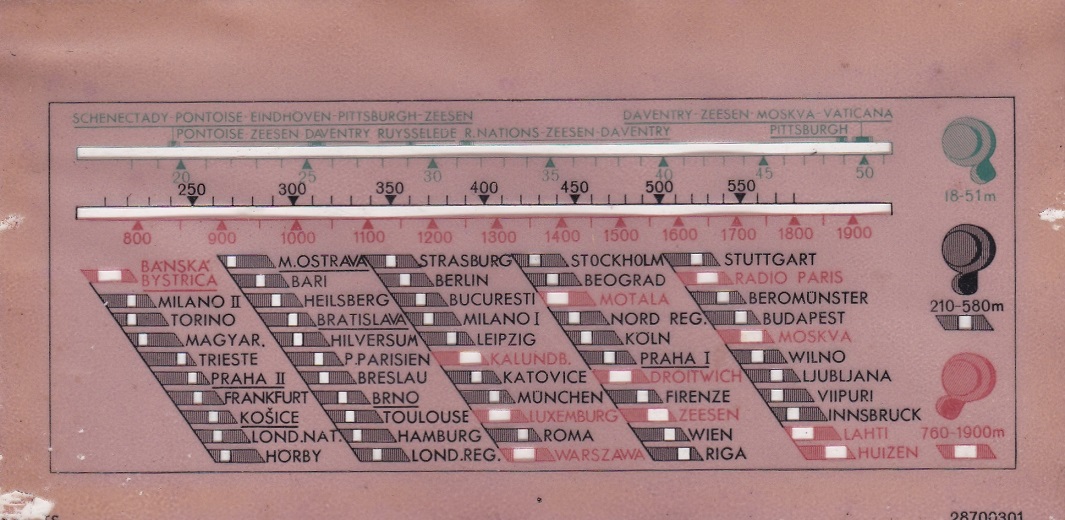 SCHENECTADY-PONTOISE-EINDHOVEN-PITTSBURGH-ZEESEN DAVENTRY-ZEESEN-MOSKVA-VATICANA
PONTOISE-ZEESEN-DAVENTRY RUYSSELEDE R.NATIONS-ZEESEN-DAVENTRY PITTSBURGH
20 25 30 35 40 45 50
18-51m
250 300 350 400 450 500 550
800 900 1000 1100 1200 1300 1400 1500 1600 1700 1800 1900
BAŃSKÁ M.OSTRAVA STRASBURG STOCKHOLM STUTTGART
BYSTRICA BARI BERLIN BEOGRAD RADIO PARIS
MILANO II HEILSBERG BUCURESTI MOTALA BEROMÜNSTER
210-580m
TORINO BRATISLAVA MILANO I NORD REG. BUDAPEST
MAGYAR. HILVERSUM LEIPZIG KÖLN MOSKVA
TRIESTE P.PARISIEN KALUNDB. PRAHA I WILNO
PRAHA II BRESLAU KATOVICE DROITWICH LJUBLJANA
FRANKFURT BRNO MÜNCHEN FIRENZE VIIPURI
KOŠICE TOULOUSE LUXEMBURG ZEESEN INNSBRUCK
LOND.NAT. HAMBURG ROMA WIEN LAHTI
760-1900m
HÖRBY LOND.REG. WARSZAWA RIGA HUIZEN
28700301